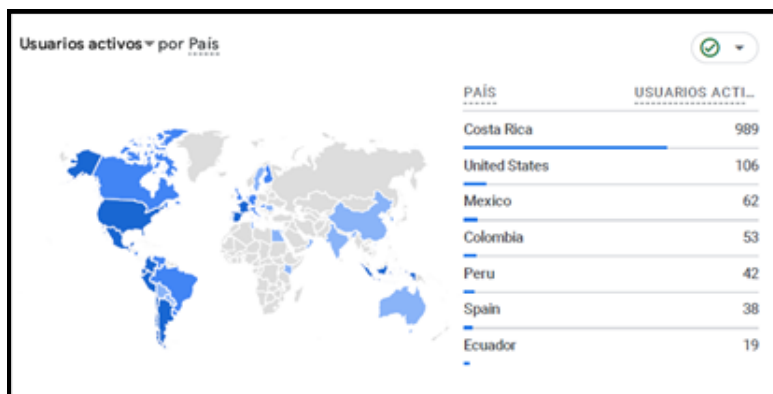 Usuarios activos por País
PAÍS USUARIOS ACTI...
Costa Rica 989
United States 106
Mexico 62
Colombia 53
Peru 42
Spain 38
Ecuador 19